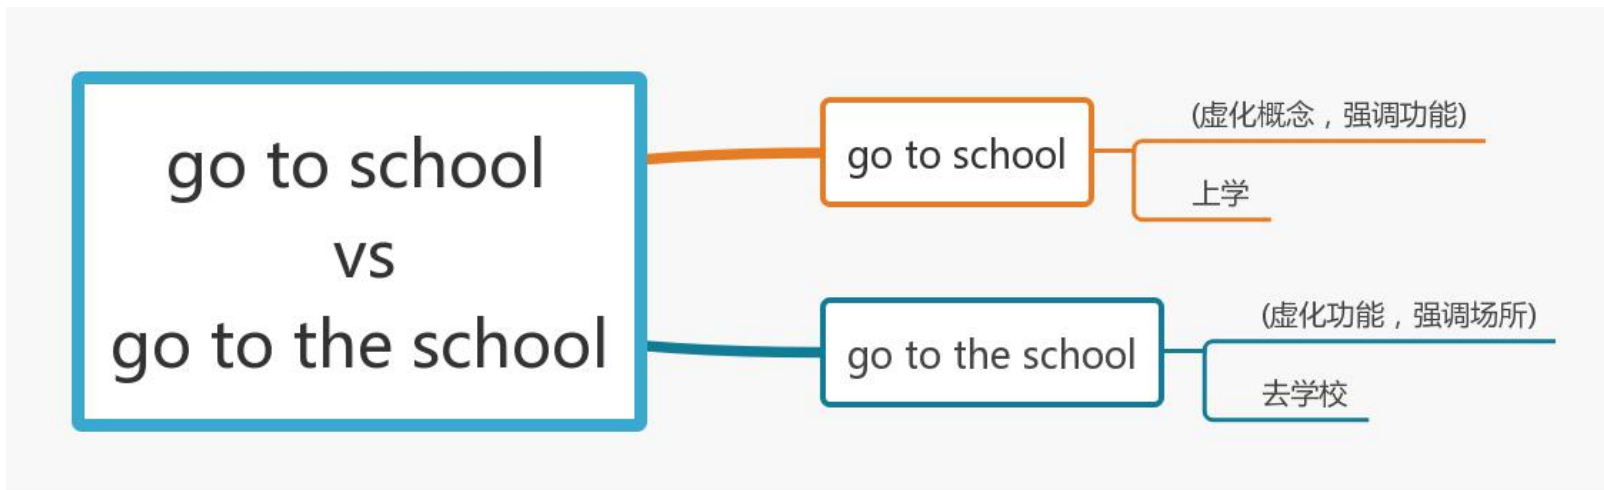 go to school
vs
go to the school
go to school
(虚化概念，强调功能)
上学
go to the school
(虚化功能，强调场所)
去学校